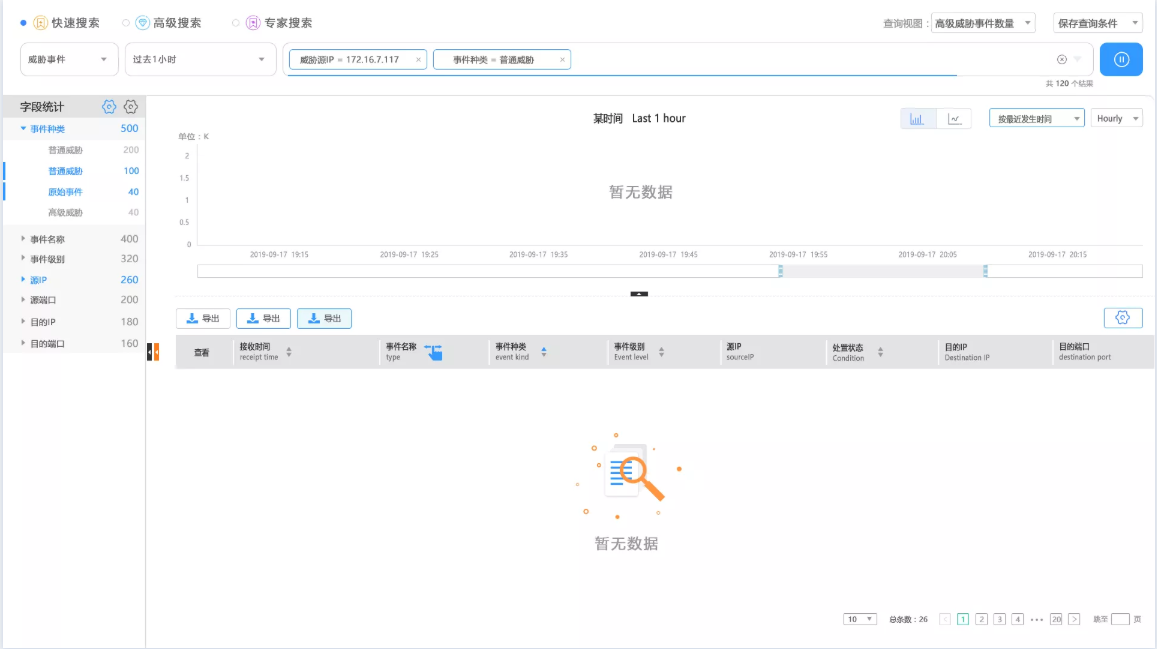 快速搜索 高级搜索 专家搜索 查询视图： 高级威胁事件数量 保存查询条件
威胁事件 过去1小时 威胁源IP = 172.16.7.117 × 事件种类 = 普通威胁 ×
共 120 个结果
字段统计
事件种类 500
普通威胁 200
普通威胁 100
原始事件 40
高级威胁 40
事件名称 400
事件级别 320
源IP 260
源端口 200
目的IP 180
目的端口 160
某时间 Last 1 hour 按最近发生时间 Hourly
单位：K
2
1.5
1
0.5
0
暂无数据
2019-09-17 19:15 2019-09-17 19:25 2019-09-17 19:35 2019-09-17 19:45 2019-09-17 19:55 2019-09-17 20:05 2019-09-17 20:15
导出 导出 导出
查看 接收时间 事件名称 事件种类 事件级别 源IP 处置状态 目的IP 目的端口
receipt time type event kind Event level sourceIP Condition Destination IP destination port
暂无数据
10 总条数：26 < 1 2 3 4 ••• 20 > 跳至 页